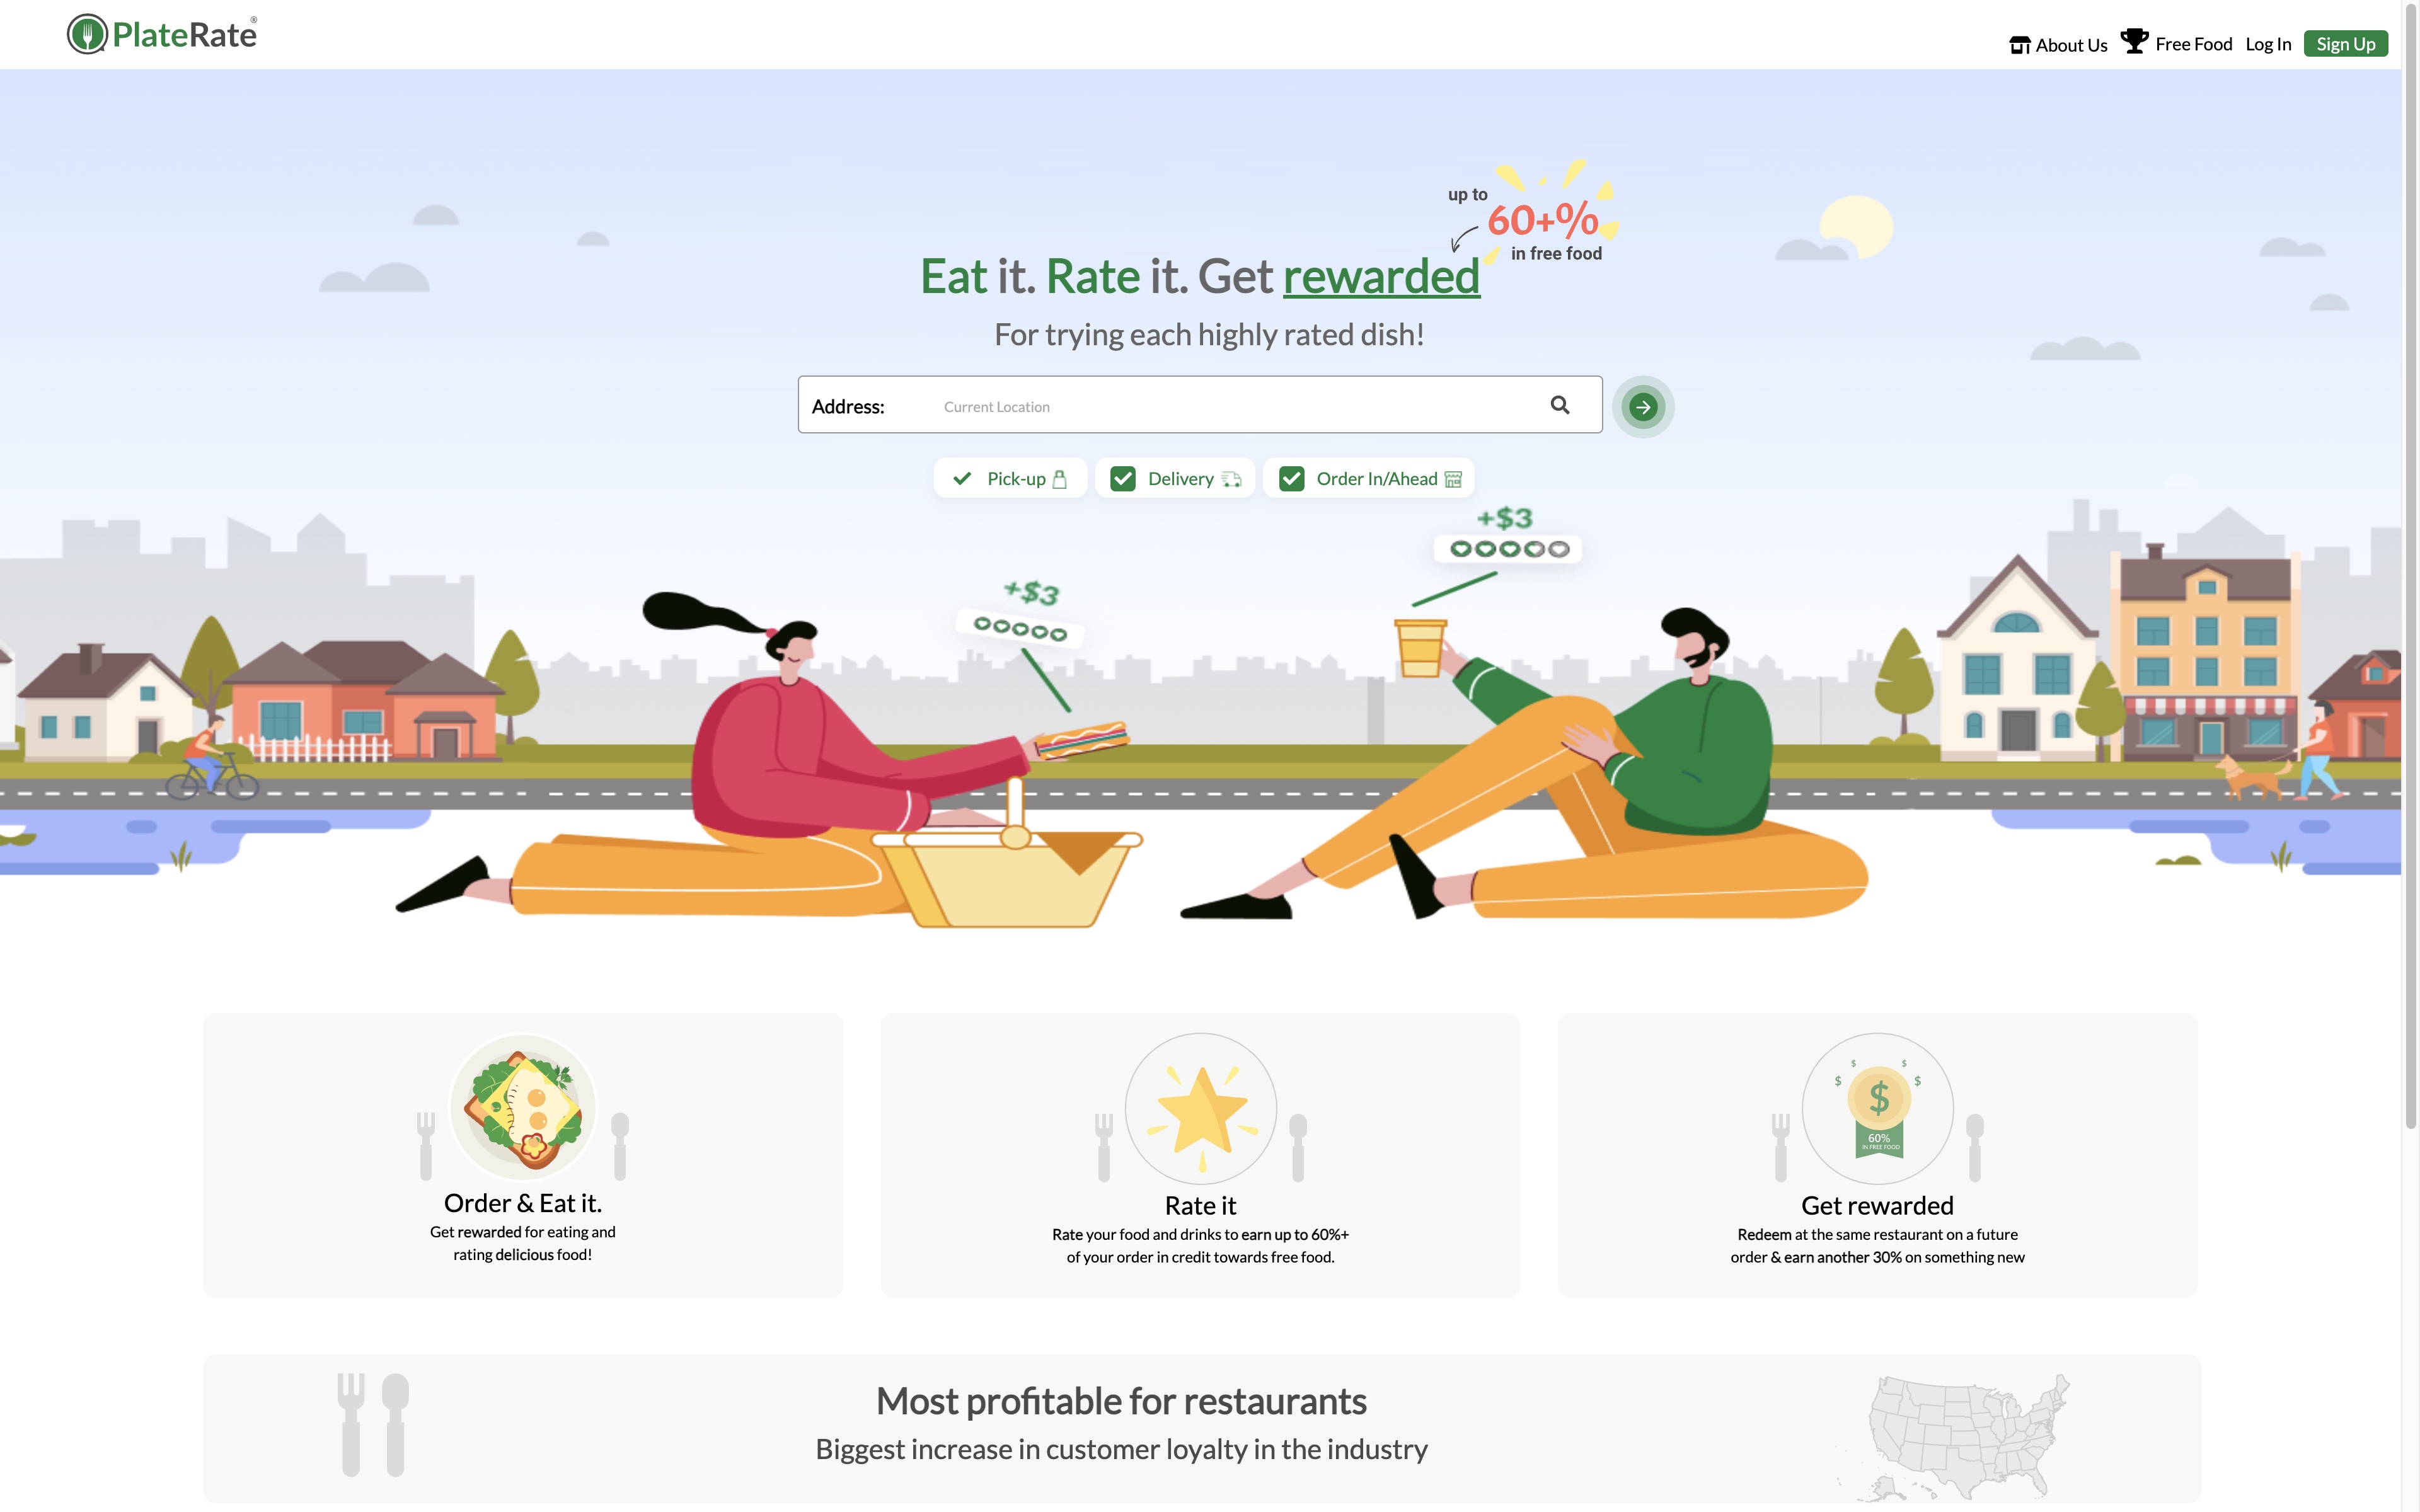 PlateRate®
About Us Free Food Log In Sign Up
up to
60+%
in free food
Eat it. Rate it. Get rewarded
For trying each highly rated dish!
Address: Current Location
Pick-up Delivery Order In/Ahead
+$3
+$3
$ $
$ $
$
60%
IN FREE FOOD
Order & Eat it.
Get rewarded for eating and
rating delicious food!
Rate it
Rate your food and drinks to earn up to 60%+
of your order in credit towards free food.
Get rewarded
Redeem at the same restaurant on a future
order & earn another 30% on something new
Most profitable for restaurants
Biggest increase in customer loyalty in the industry